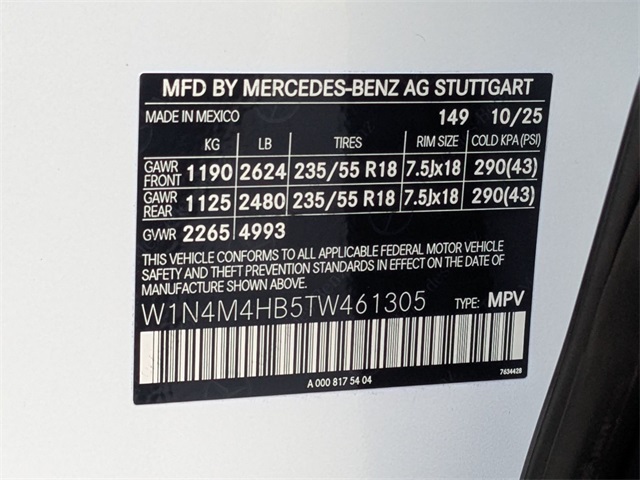 MFD BY MERCEDES-BENZ AG STUTTGART
MADE IN MEXICO 149 10/25
KG LB TIRES RIM SIZE COLD KPA(PSI)
GAWR FRONT 1190 2624 235/55 R18 7.5Jx18 290(43)
GAWR REAR 1125 2480 235/55 R18 7.5Jx18 290(43)
GVWR 2265 4993
THIS VEHICLE CONFORMS TO ALL APPLICABLE FEDERAL MOTOR VEHICLE
SAFETY AND THEFT PREVENTION STANDARDS IN EFFECT ON THE DATE
OF MANUFACTURE SHOWN ABOVE.
W1N4M4HB5TW461305 TYPE: MPV
A 000 817 54 04
7634428